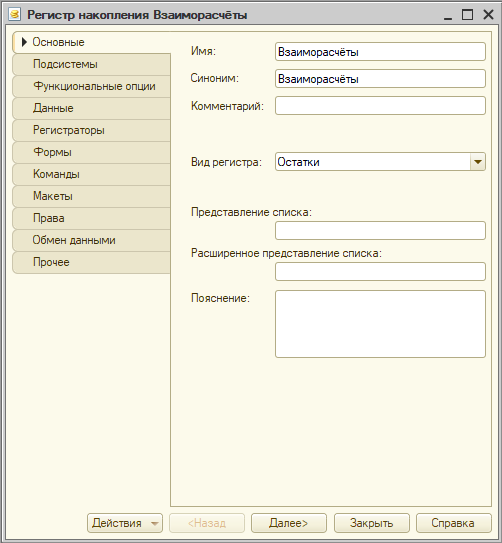 Регистр накопления Взаиморасчёты
Основные
Подсистемы
Функциональные опции
Данные
Регистраторы
Формы
Команды
Макеты
Права
Обмен данными
Прочее
Имя: Взаиморасчёты
Синоним: Взаиморасчёты
Комментарий:
Вид регистра: Остатки
Представление списка:
Расширенное представление списка:
Пояснение:
Действия <Назад Далее> Закрыть Справка